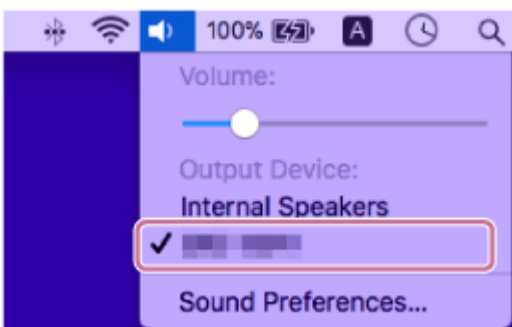 100% A
Volume:
Output Device:
Internal Speakers
Sound Preferences...